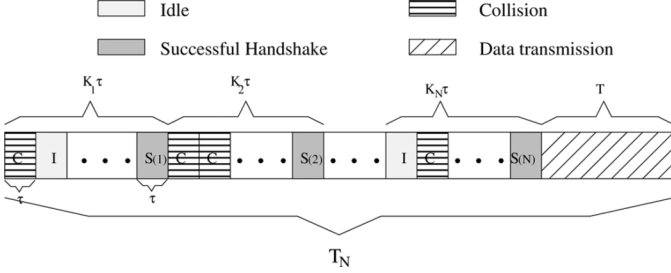 Idle
Collision
Successful Handshake
Data transmission
K1τ
K2τ
KNτ
T
C I • • • S(1) C C • • • S(2) • • • I C • • • S(N)
τ τ
TN